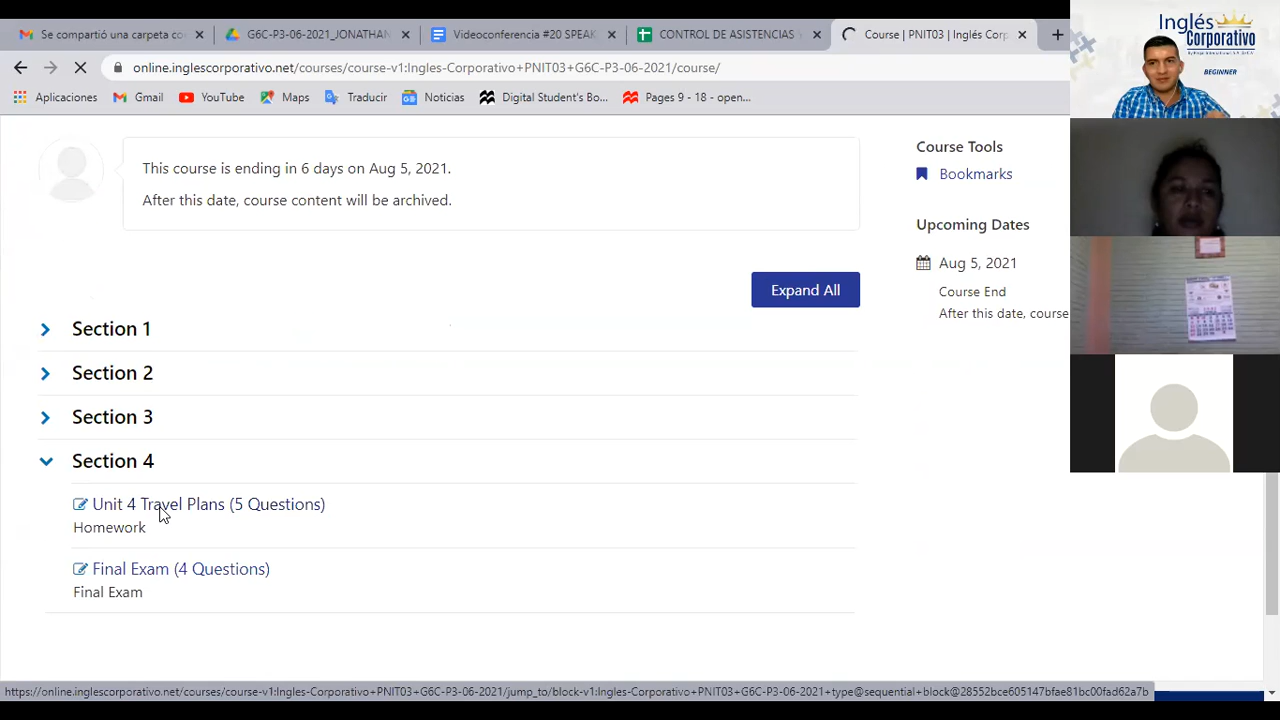 Se compartió una carpeta co
G6C-P3-06-2021_JONATHAN
Videoconferencia #20 SPEAK
CONTROL DE ASISTENCIAS
Course | PNIT03 | Inglés Corp
online.inglescorporativo.net/courses/course-v1:Ingles-Corporativo+PNIT03+G6C-P3-06-2021/course/
Aplicaciones
Gmail
YouTube
Maps
Traducir
Noticias
Digital Student's Bo...
Pages 9 - 18 - open...
Inglés
Corporativo
BEGINNER
This course is ending in 6 days on Aug 5, 2021.
After this date, course content will be archived.
Course Tools
Bookmarks
Upcoming Dates
Aug 5, 2021
Course End
After this date, course
Expand All
Section 1
Section 2
Section 3
Section 4
Unit 4 Travel Plans (5 Questions)
Homework
Final Exam (4 Questions)
Final Exam
https://online.inglescorporativo.net/courses/course-v1:Ingles-Corporativo+PNIT03+G6C-P3-06-2021/jump_to/block-v1:Ingles-Corporativo+PNIT03+G6C-P3-06-2021+type@sequential+block@28552bce605147bfae81bc00fad62a7b